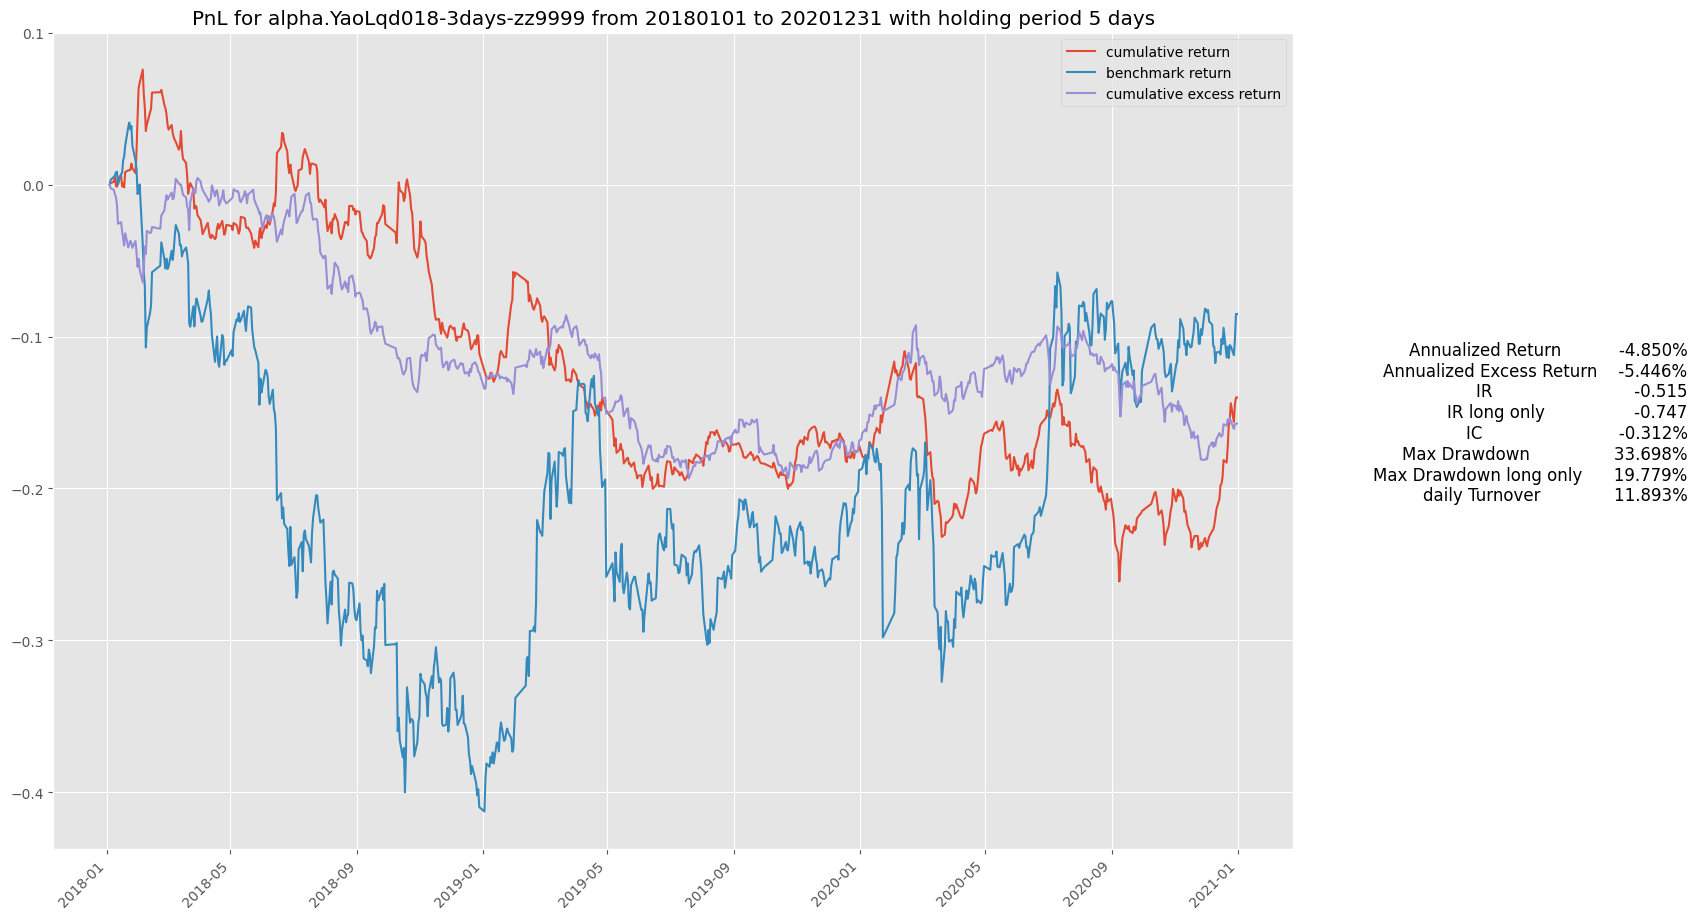 PnL for alpha.YaoLqd018-3days-zz9999 from 20180101 to 20201231 with holding period 5 days
cumulative return
benchmark return
cumulative excess return
0.1
0.0
−0.1
−0.2
−0.3
−0.4
2018-01
2018-05
2018-09
2019-01
2019-05
2019-09
2020-01
2020-05
2020-09
2021-01
Annualized Return -4.850%
Annualized Excess Return -5.446%
IR -0.515
IR long only -0.747
IC -0.312%
Max Drawdown 33.698%
Max Drawdown long only 19.779%
daily Turnover 11.893%